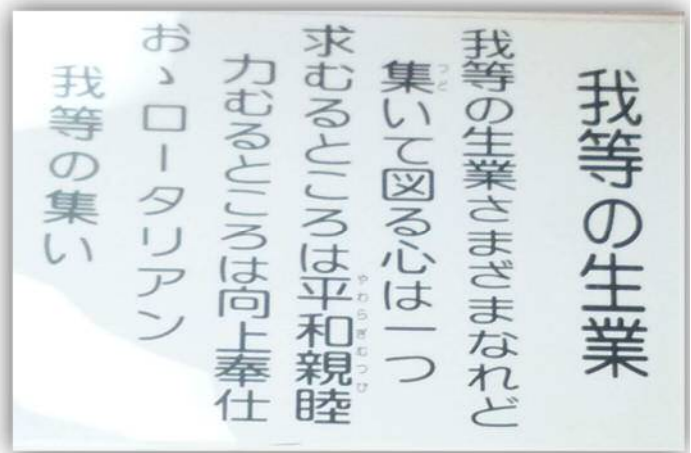 我等の生業
我等の生業さまざまなれど
集いて図る心は一つ
求むるところは平和親睦
力むるところは向上奉仕
おゝロータリアン
我等の集い